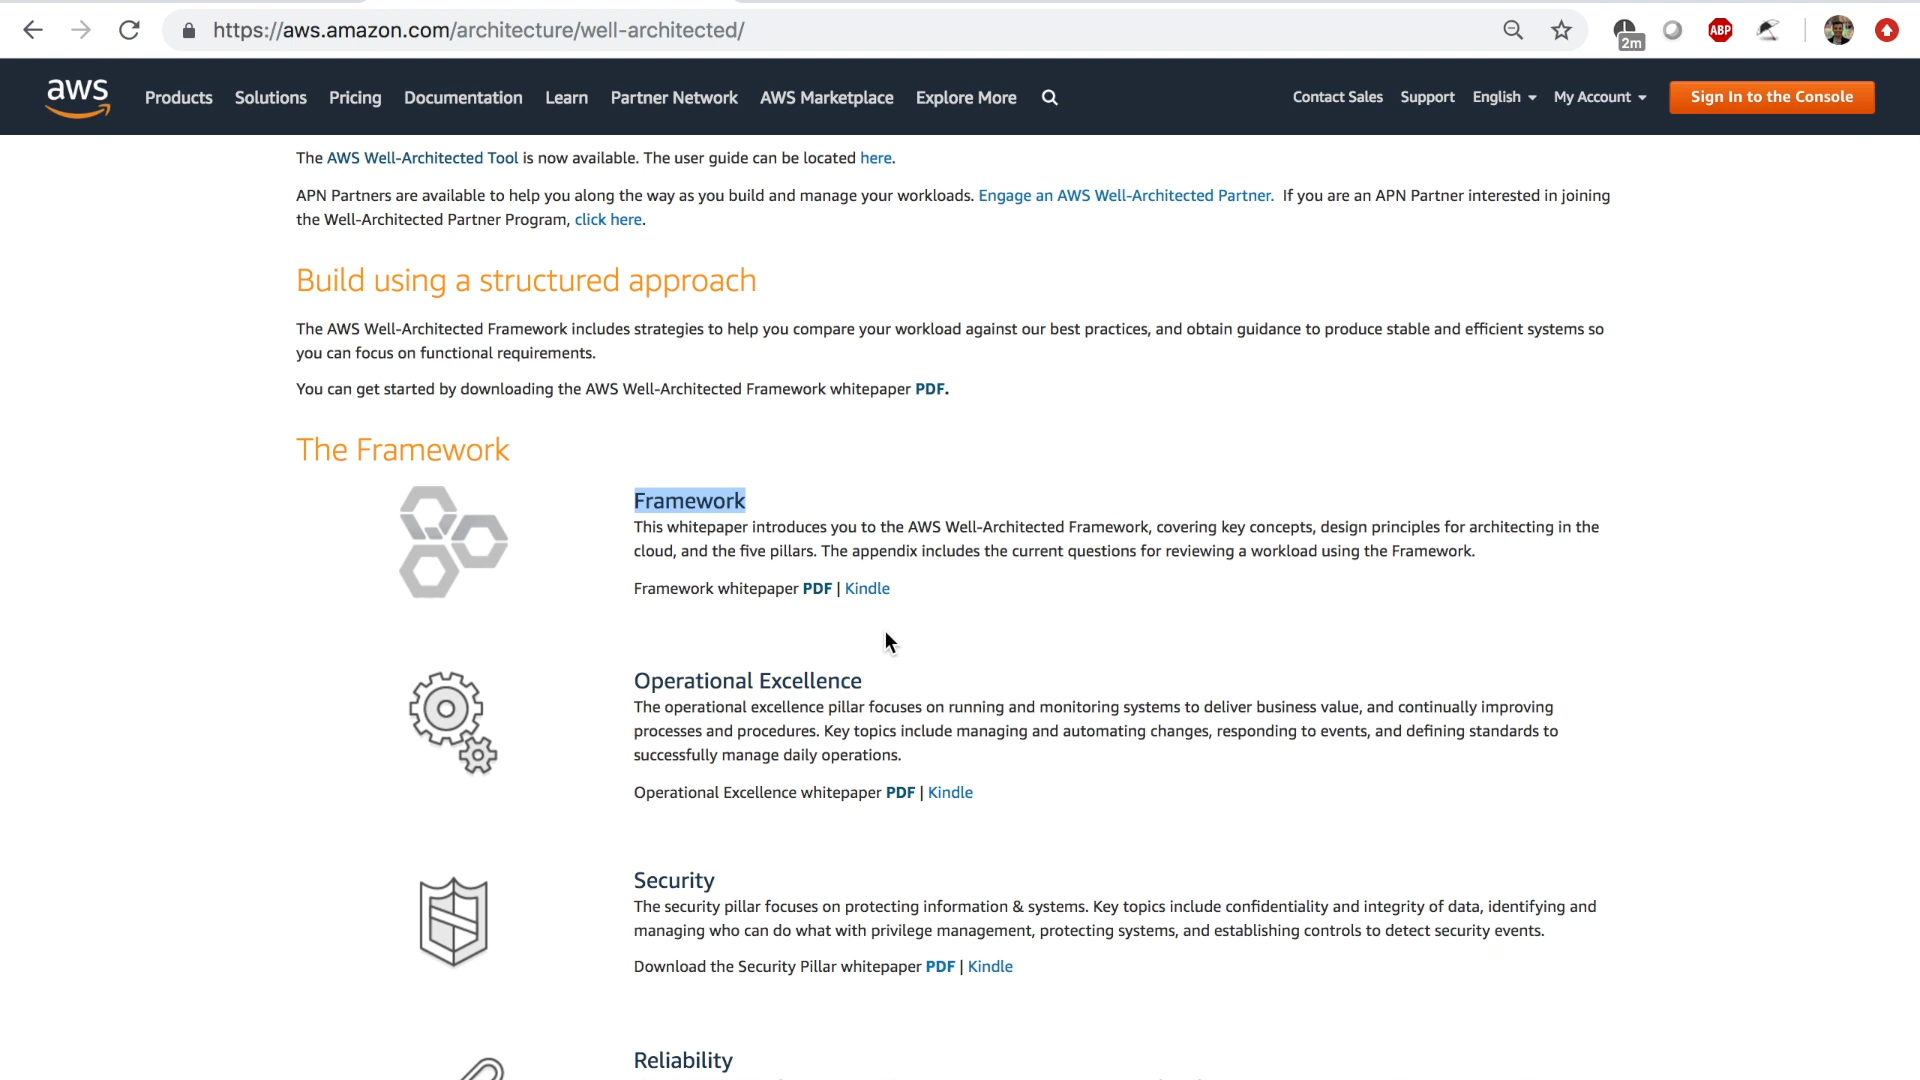 https://aws.amazon.com/architecture/well-architected/
2m
ABP
aws
Products Solutions Pricing Documentation Learn Partner Network AWS Marketplace Explore More
Contact Sales Support English My Account Sign In to the Console
The AWS Well-Architected Tool is now available. The user guide can be located here.
APN Partners are available to help you along the way as you build and manage your workloads. Engage an AWS Well-Architected Partner. If you are an APN Partner interested in joining
the Well-Architected Partner Program, click here.
Build using a structured approach
The AWS Well-Architected Framework includes strategies to help you compare your workload against our best practices, and obtain guidance to produce stable and efficient systems so
you can focus on functional requirements.
You can get started by downloading the AWS Well-Architected Framework whitepaper PDF.
The Framework
Framework
This whitepaper introduces you to the AWS Well-Architected Framework, covering key concepts, design principles for architecting in the
cloud, and the five pillars. The appendix includes the current questions for reviewing a workload using the Framework.
Framework whitepaper PDF | Kindle
Operational Excellence
The operational excellence pillar focuses on running and monitoring systems to deliver business value, and continually improving
processes and procedures. Key topics include managing and automating changes, responding to events, and defining standards to
successfully manage daily operations.
Operational Excellence whitepaper PDF | Kindle
Security
The security pillar focuses on protecting information & systems. Key topics include confidentiality and integrity of data, identifying and
managing who can do what with privilege management, protecting systems, and establishing controls to detect security events.
Download the Security Pillar whitepaper PDF | Kindle
Reliability